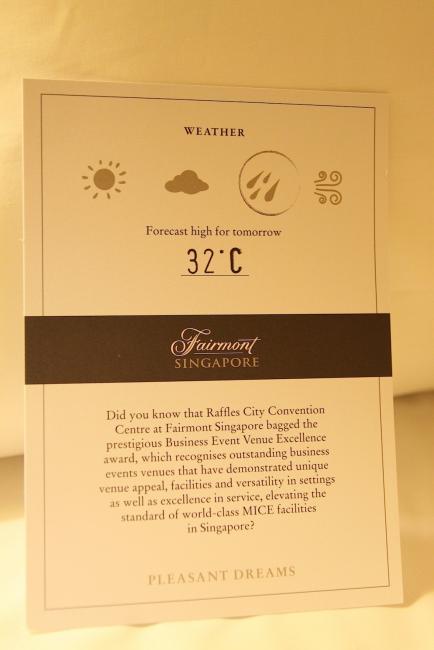 WEATHER
Forecast high for tomorrow
32°C
Fairmont
SINGAPORE
Did you know that Raffles City Convention
Centre at Fairmont Singapore bagged the
prestigious Business Event Venue Excellence
award, which recognises outstanding business
events venues that have demonstrated unique
venue appeal, facilities and versatility in settings
as well as excellence in service, elevating the
standard of world-class MICE facilities
in Singapore?
PLEASANT DREAMS